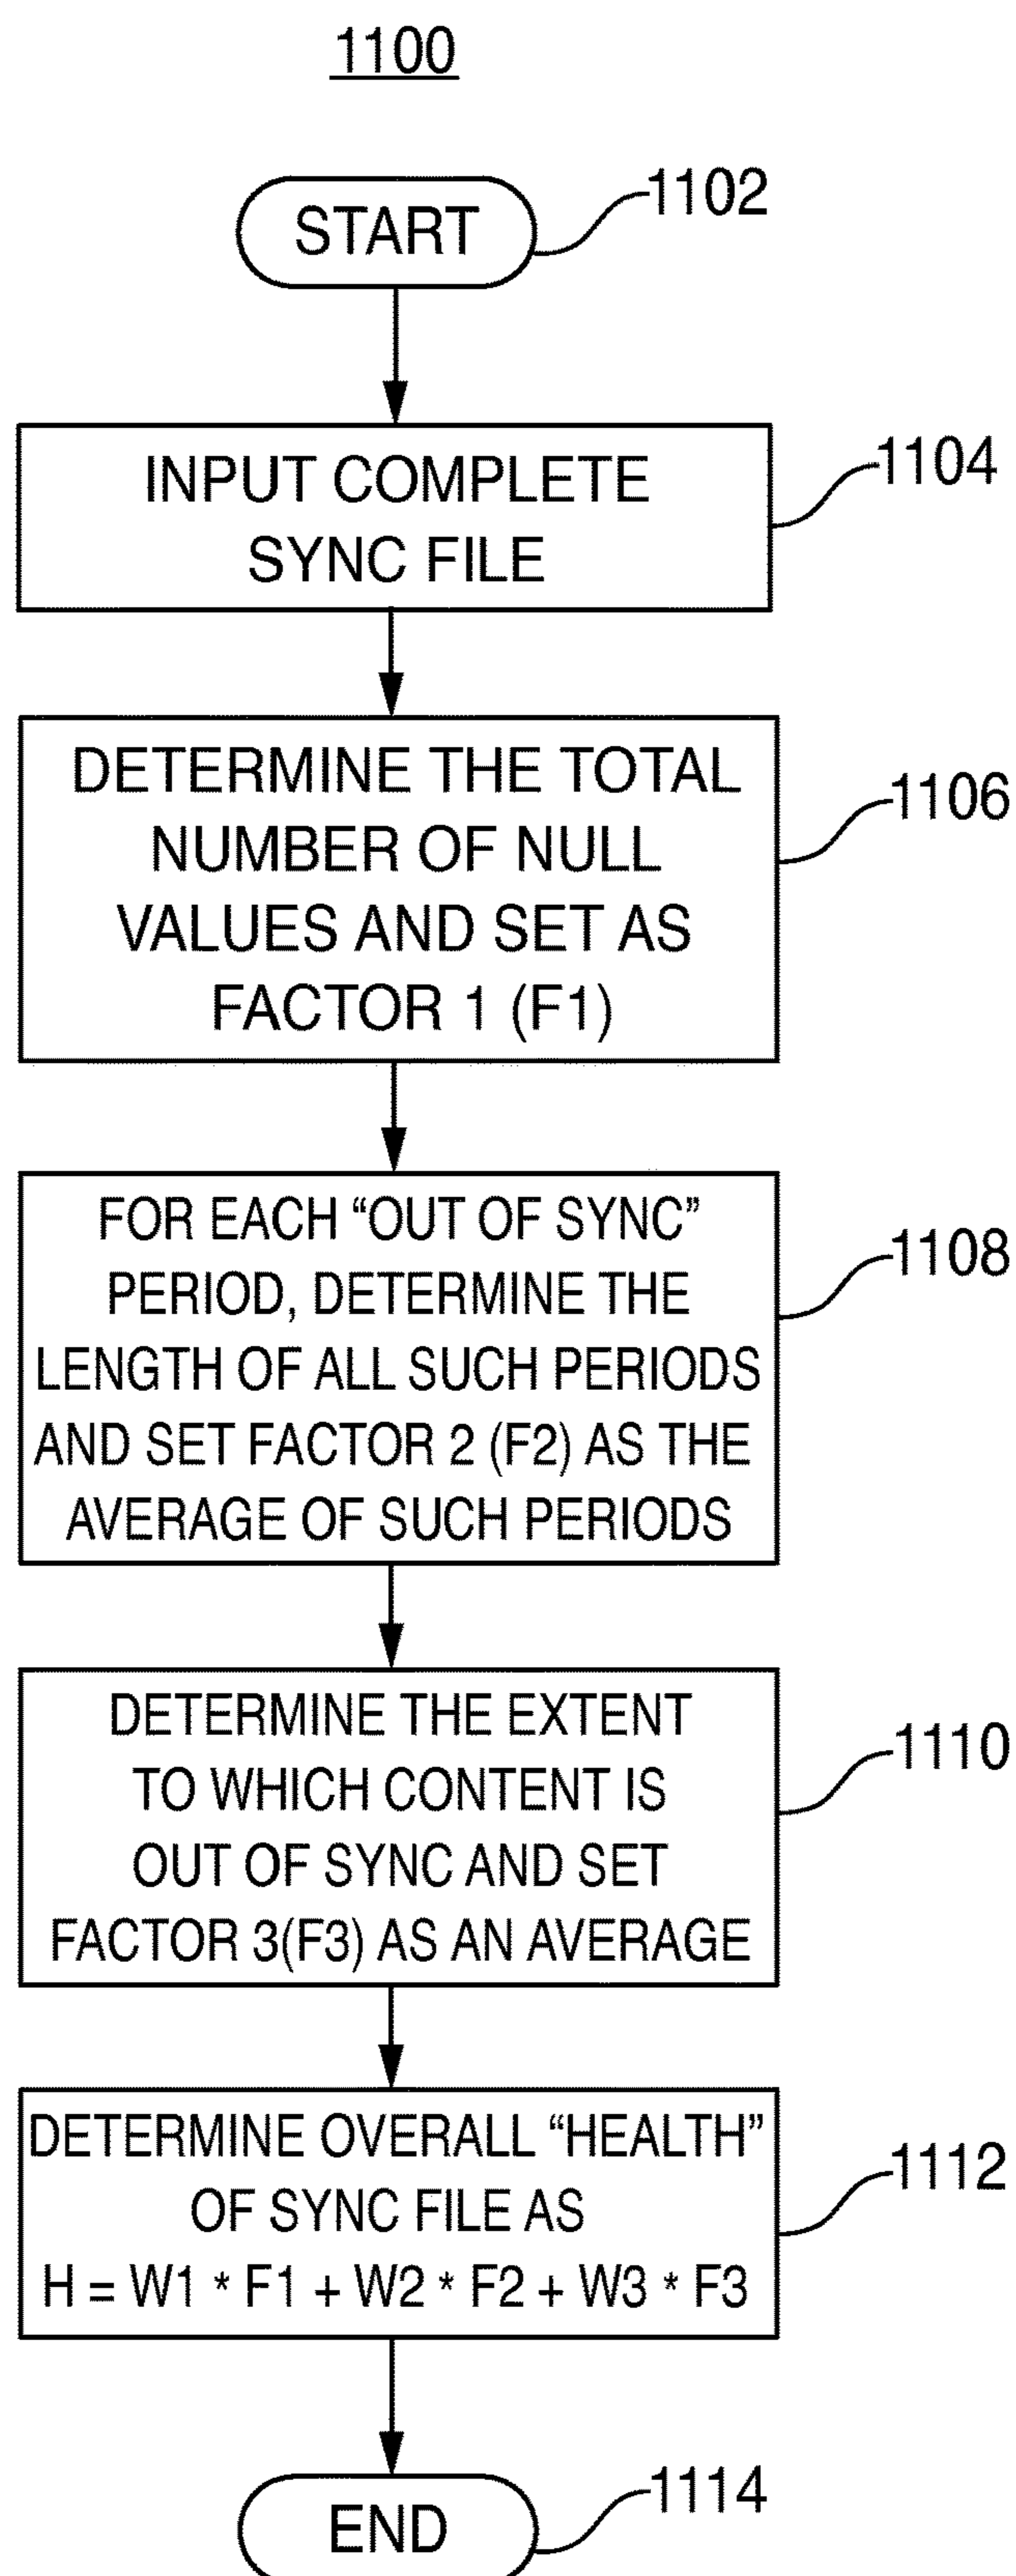 1100
START
1102
INPUT COMPLETE
SYNC FILE
1104
DETERMINE THE TOTAL
NUMBER OF NULL
VALUES AND SET AS
FACTOR 1 (F1)
1106
FOR EACH “OUT OF SYNC”
PERIOD, DETERMINE THE
LENGTH OF ALL SUCH PERIODS
AND SET FACTOR 2 (F2) AS THE
AVERAGE OF SUCH PERIODS
1108
DETERMINE THE EXTENT
TO WHICH CONTENT IS
OUT OF SYNC AND SET
FACTOR 3(F3) AS AN AVERAGE
1110
DETERMINE OVERALL “HEALTH”
OF SYNC FILE AS
H = W1 * F1 + W2 * F2 + W3 * F3
1112
END
1114